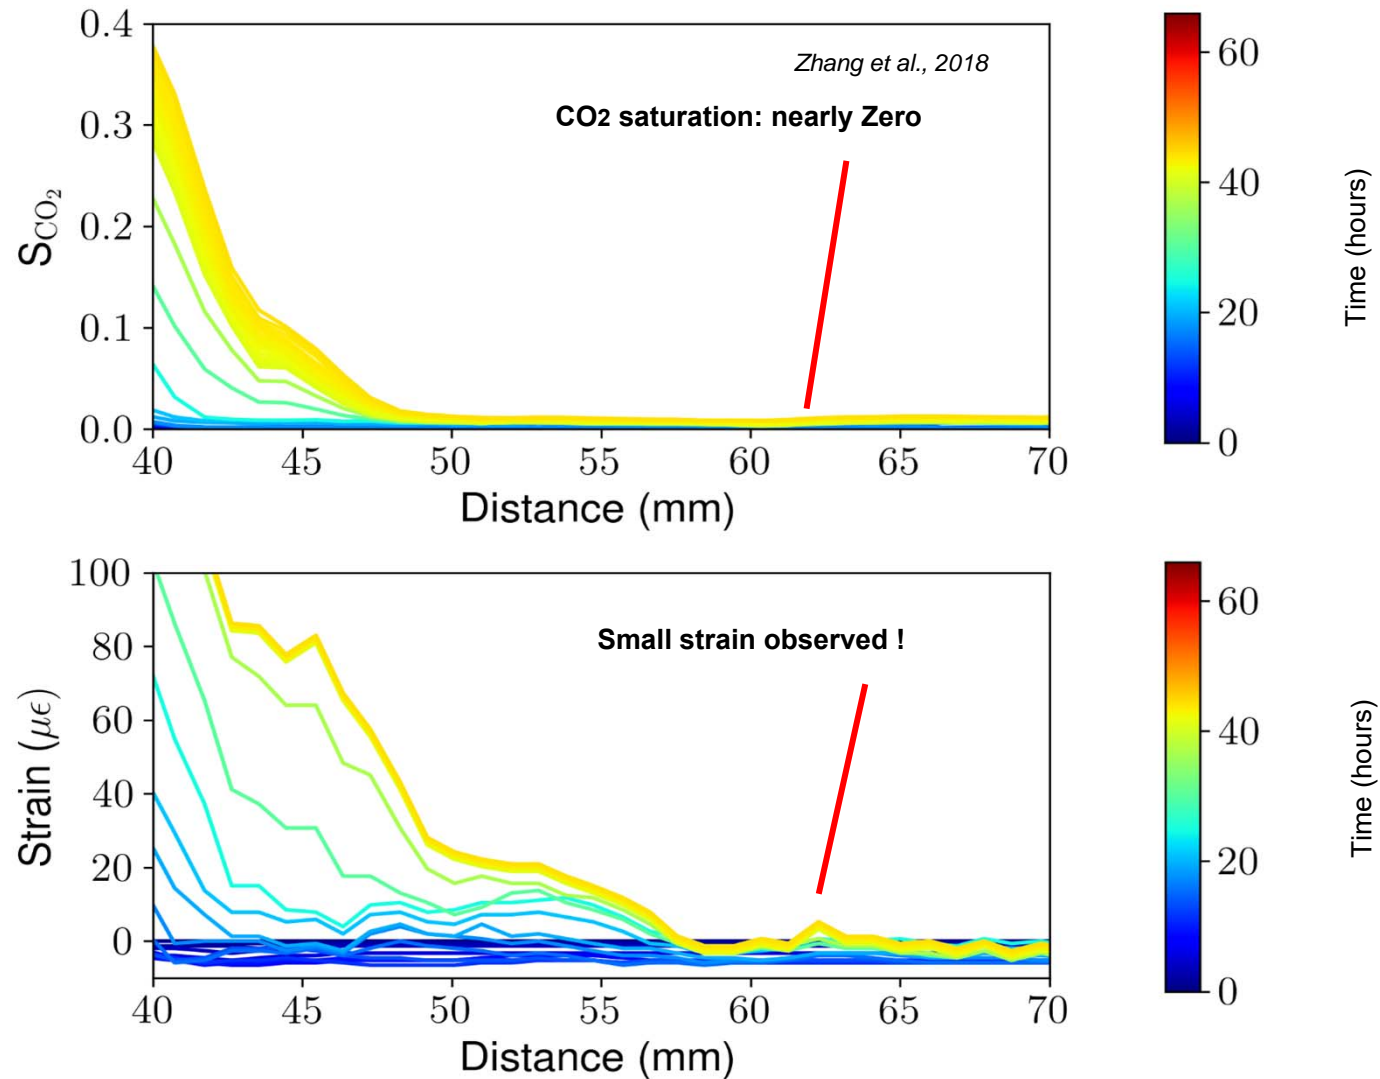 0.4
0.3
0.2
0.1
0.0
S_CO₂
40 45 50 55 60 65 70
Distance (mm)
Zhang et al., 2018
CO2 saturation: nearly Zero
60
40
20
0
Time (hours)
100
80
60
40
20
0
Strain (μϵ)
40 45 50 55 60 65 70
Distance (mm)
Small strain observed !
60
40
20
0
Time (hours)